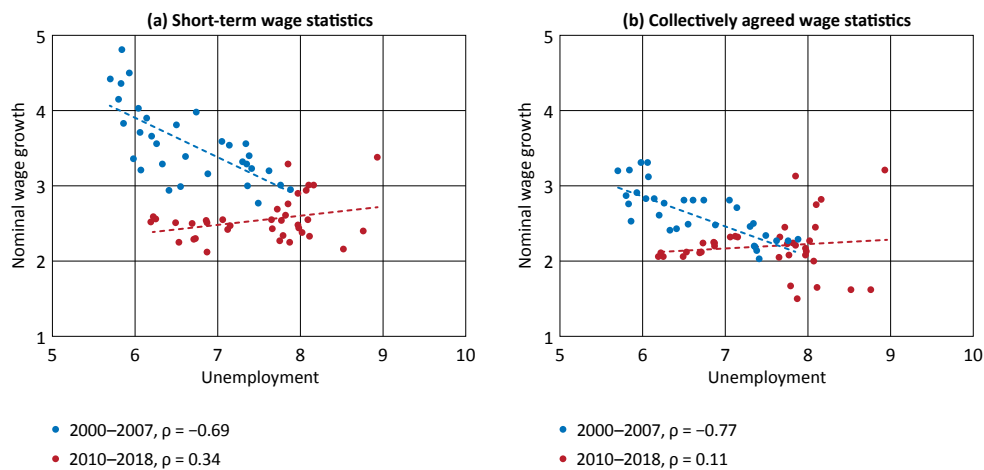 (a) Short-term wage statistics
5
4
3
2
1
Nominal wage growth
5 6 7 8 9 10
Unemployment
2000–2007, ρ = −0.69
2010–2018, ρ = 0.34
(b) Collectively agreed wage statistics
5
4
3
2
1
Nominal wage growth
5 6 7 8 9 10
Unemployment
2000–2007, ρ = −0.77
2010–2018, ρ = 0.11